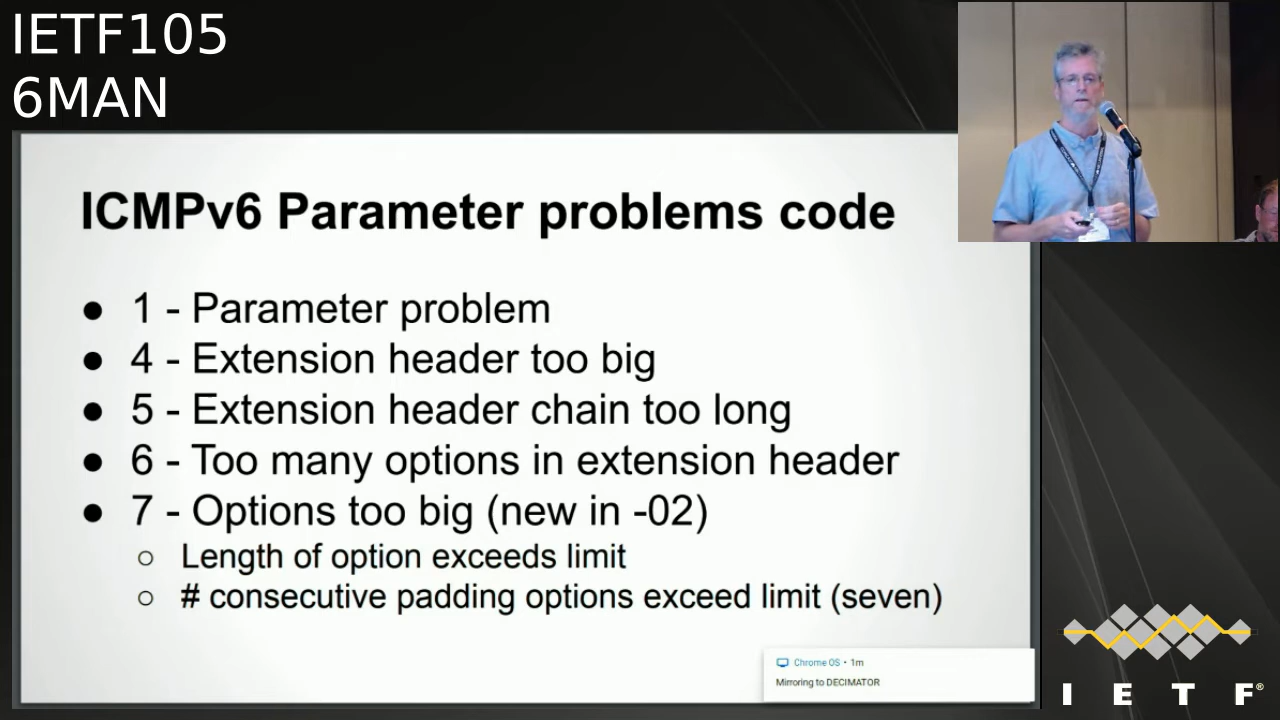 IETF105
6MAN
ICMPv6 Parameter problems code
● 1 - Parameter problem
● 4 - Extension header too big
● 5 - Extension header chain too long
● 6 - Too many options in extension header
● 7 - Options too big (new in -02)
○ Length of option exceeds limit
○ # consecutive padding options exceed limit (seven)
Chrome OS • 1m
Mirroring to DECIMATOR
I E T F®